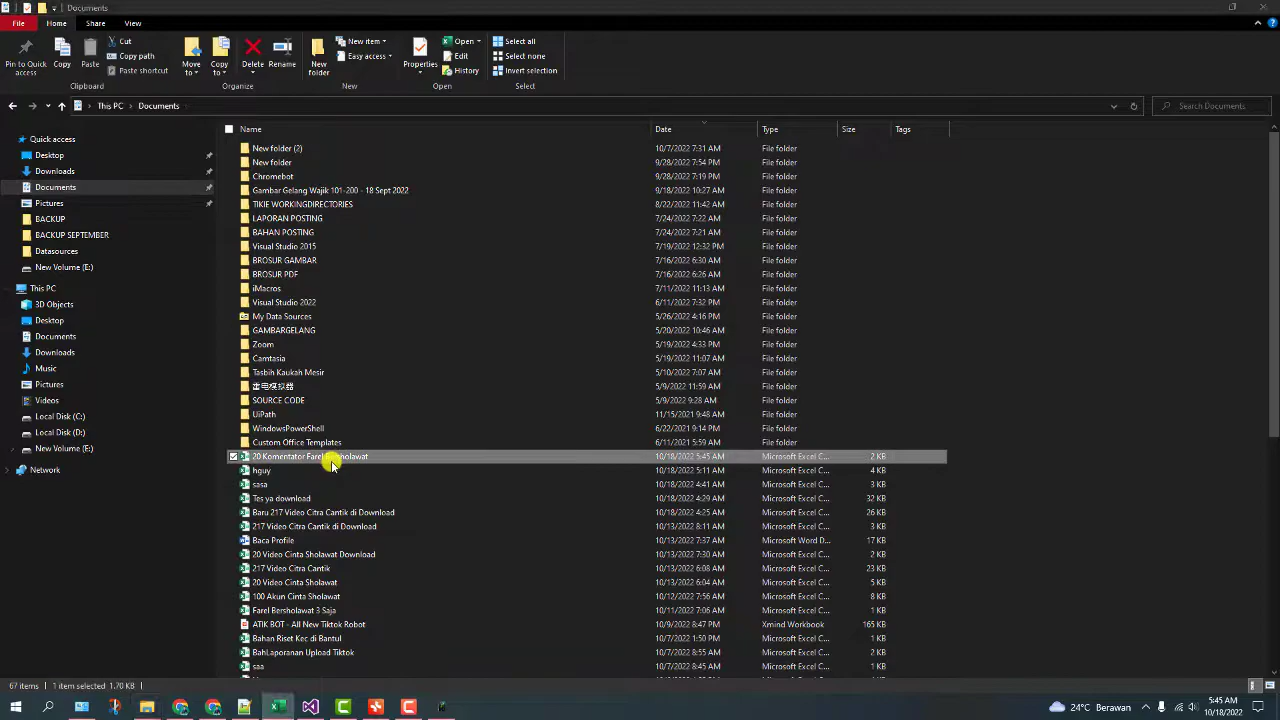 Documents
File Home Share View
Pin to Quick access
Copy
Paste
Cut
Copy path
Paste shortcut
Clipboard
Move to
Copy to
Delete
Rename
Organize
New folder
New item
Easy access
New
Properties
Open
Edit
History
Open
Select all
Select none
Invert selection
Select
This PC Documents
Search Documents
Quick access
Desktop
Downloads
Documents
Pictures
BACKUP
BACKUP SEPTEMBER
Datasources
New Volume (E:)
This PC
3D Objects
Desktop
Documents
Downloads
Music
Pictures
Videos
Local Disk (C:)
Local Disk (D:)
New Volume (E:)
Network
Name Date Type Size Tags
New folder (2) 10/7/2022 7:31 AM File folder
New folder 9/28/2022 7:54 PM File folder
Chromebot 9/28/2022 7:19 PM File folder
Gambar Gelang Wajik 101-200 - 18 Sept 2022 9/18/2022 10:27 AM File folder
TIKIE WORKINGDIRECTORIES 8/22/2022 11:42 AM File folder
LAPORAN POSTING 7/24/2022 7:22 AM File folder
BAHAN POSTING 7/24/2022 7:21 AM File folder
Visual Studio 2015 7/19/2022 12:32 PM File folder
BROSUR GAMBAR 7/16/2022 6:30 AM File folder
BROSUR PDF 7/16/2022 6:26 AM File folder
iMacros 7/11/2022 11:13 AM File folder
Visual Studio 2022 6/11/2022 7:32 PM File folder
My Data Sources 5/26/2022 4:16 PM File folder
GAMBARGELANG 5/20/2022 10:46 AM File folder
Zoom 5/19/2022 4:33 PM File folder
Camtasia 5/19/2022 11:07 AM File folder
Tasbih Kaukah Mesir 5/10/2022 7:07 AM File folder
雷电模拟器 5/9/2022 11:59 AM File folder
SOURCE CODE 5/9/2022 9:28 AM File folder
UiPath 11/15/2021 9:48 AM File folder
WindowsPowerShell 6/22/2021 9:14 PM File folder
Custom Office Templates 6/11/2021 5:59 AM File folder
20 Komentator Farel Bersholawat 10/18/2022 5:45 AM Microsoft Excel C... 2 KB
hguy 10/18/2022 5:11 AM Microsoft Excel C... 4 KB
sasa 10/18/2022 4:41 AM Microsoft Excel C... 3 KB
Tes ya download 10/18/2022 4:29 AM Microsoft Excel C... 32 KB
Baru 217 Video Citra Cantik di Download 10/18/2022 4:25 AM Microsoft Excel C... 26 KB
217 Video Citra Cantik di Download 10/13/2022 8:11 AM Microsoft Excel C... 3 KB
Baca Profile 10/13/2022 7:37 AM Microsoft Word D... 17 KB
20 Video Cinta Sholawat Download 10/13/2022 7:30 AM Microsoft Excel C... 2 KB
217 Video Citra Cantik 10/13/2022 6:08 AM Microsoft Excel C... 23 KB
20 Video Cinta Sholawat 10/13/2022 6:04 AM Microsoft Excel C... 5 KB
100 Akun Cinta Sholawat 10/12/2022 7:56 AM Microsoft Excel C... 8 KB
Farel Bersholawat 3 Saja 10/11/2022 7:06 AM Microsoft Excel C... 1 KB
ATIK BOT - All New Tiktok Robot 10/9/2022 8:47 PM Xmind Workbook 165 KB
Bahan Riset Kec di Bantul 10/7/2022 1:50 PM Microsoft Excel C... 4 KB
BahLaporanan Upload Tiktok 10/7/2022 8:55 AM Microsoft Excel C... 2 KB
saa 10/7/2022 8:45 AM Microsoft Excel C... 1 KB
67 items 1 item selected 1.70 KB
24°C Berawan
5:45 AM
10/18/2022